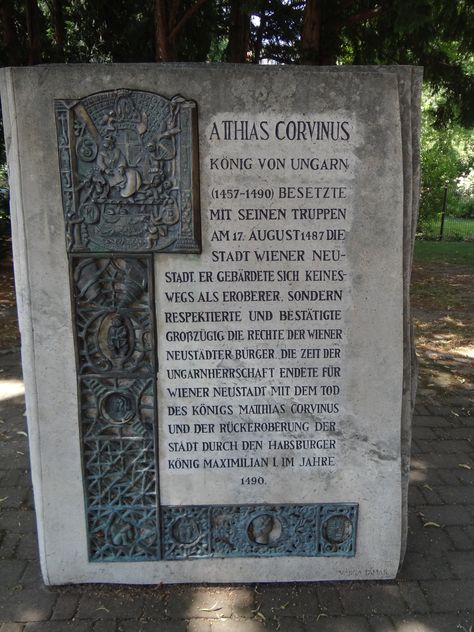 ATTHIAS CORVINUS
KÖNIG VON UNGARN
(1457-1490) BESETZTE
MIT SEINEN TRUPPEN
AM 17. AUGUST 1487 DIE
STADT WIENER NEU-
STADT. ER GEBÄRDETE SICH KEINES-
WEGS ALS EROBERER, SONDERN
RESPEKTIERTE UND BESTÄTIGTE
GROẞZÜGIG DIE RECHTE DER WIENER
NEUSTÄDTER BÜRGER. DIE ZEIT DER
UNGARNHERRSCHAFT ENDETE FÜR
WIENER NEUSTADT MIT DEM TOD
DES KÖNIGS MATTHIAS CORVINUS
UND DER RÜCKEROBERUNG DER
STADT DURCH DEN HABSBURGER
KÖNIG MAXIMILIAN I. IM JAHRE
1490.
VARGA TAMÁS